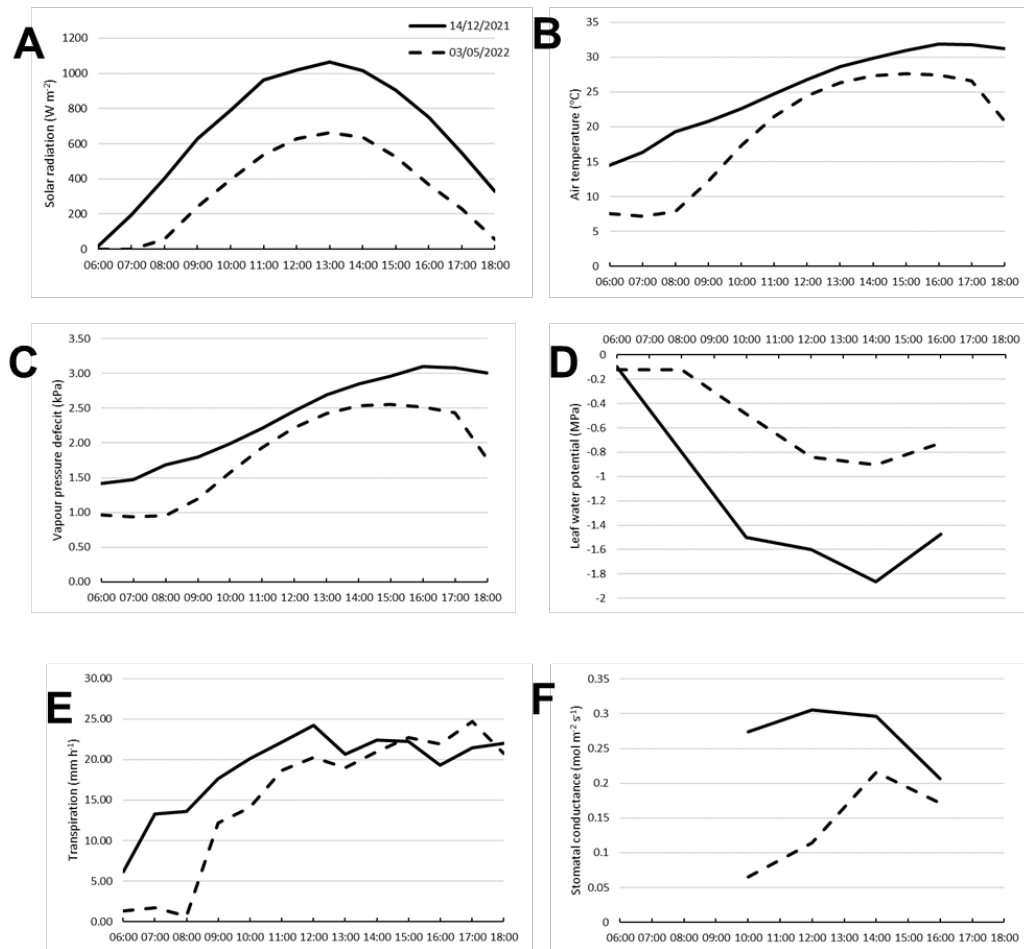 A
14/12/2021
03/05/2022
Solar radiation (W m-2)
1200
1000
800
600
400
200
0
06:00 07:00 08:00 09:00 10:00 11:00 12:00 13:00 14:00 15:00 16:00 17:00 18:00
B
Air temperature (°C)
35
30
25
20
15
10
5
0
06:00 07:00 08:00 09:00 10:00 11:00 12:00 13:00 14:00 15:00 16:00 17:00 18:00
C
Vapour pressure defecit (kPa)
3.50
3.00
2.50
2.00
1.50
1.00
0.50
0.00
06:00 07:00 08:00 09:00 10:00 11:00 12:00 13:00 14:00 15:00 16:00 17:00 18:00
D
Leaf water potential (MPa)
06:00 07:00 08:00 09:00 10:00 11:00 12:00 13:00 14:00 15:00 16:00 17:00 18:00
0
-0.2
-0.4
-0.6
-0.8
-1
-1.2
-1.4
-1.6
-1.8
-2
E
Transpiration (mm h-1)
30.00
25.00
20.00
15.00
10.00
5.00
0.00
06:00 07:00 08:00 09:00 10:00 11:00 12:00 13:00 14:00 15:00 16:00 17:00 18:00
F
Stomatal conductance (mol m-2 s-1)
0.35
0.3
0.25
0.2
0.15
0.1
0.05
0
06:00 07:00 08:00 09:00 10:00 11:00 12:00 13:00 14:00 15:00 16:00 17:00 18:00